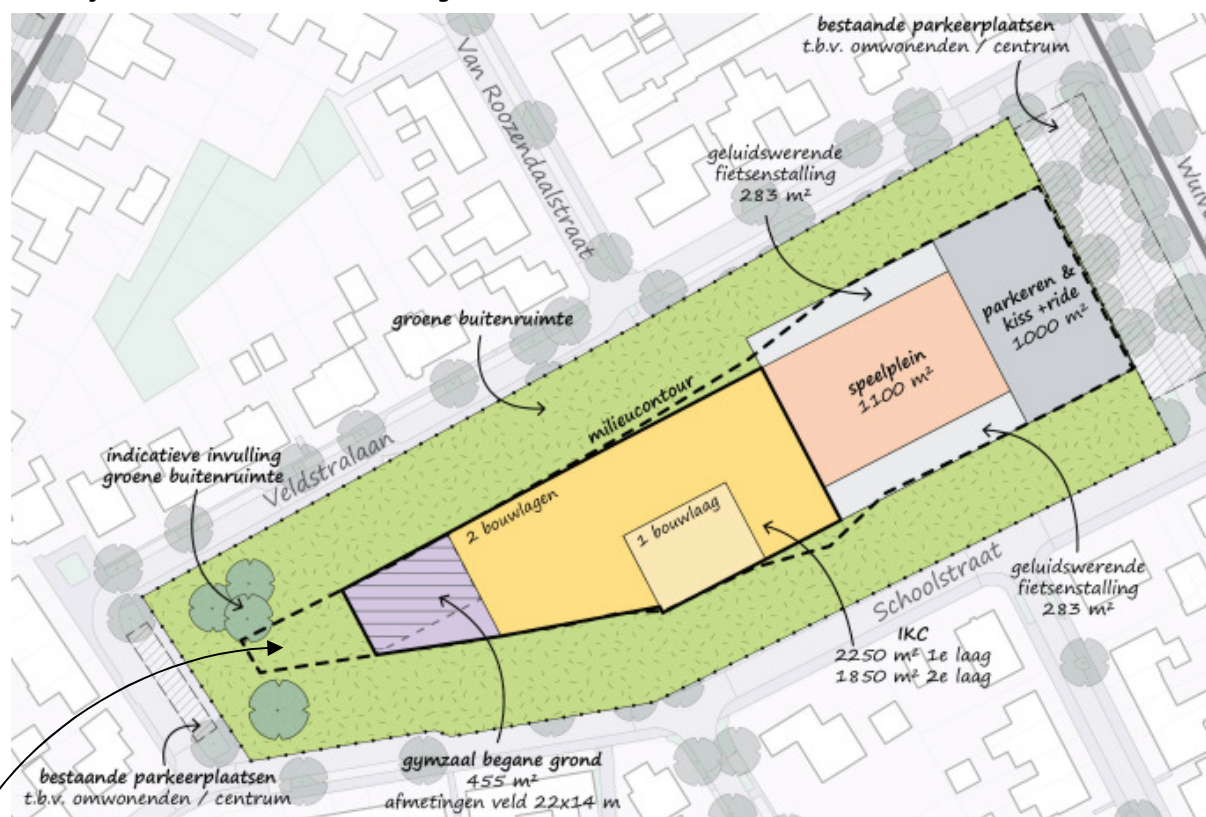 bestaande parkeerplaatsen
t.b.v. omwonenden / centrum
Van Roozendaalstraat
geluidswerende
fietsenstalling
283 m²
groene buitenruimte
parkeren &
kiss +ride
1000 m²
speelplein
1100 m²
milieucontour
indicatieve invulling
groene buitenruimte
Veldstralaan
2 bouwlagen
1 bouwlaag
Schoolstraat
geluidswerende
fietsenstalling
283 m²
IKC
2250 m² 1e laag
1850 m² 2e laag
gymzaal begane grond
455 m²
afmetingen veld 22x14 m
bestaande parkeerplaatsen
t.b.v. omwonenden / centrum